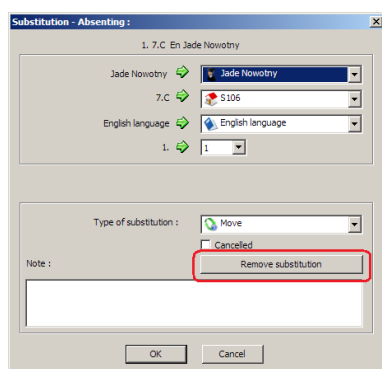 Substitution - Absenting :
1. 7.C En Jade Nowotny
Jade Nowotny Jade Nowotny
7.C S106
English language English language
1. 1
Type of substitution : Move
Cancelled
Note : Remove substitution
OK Cancel